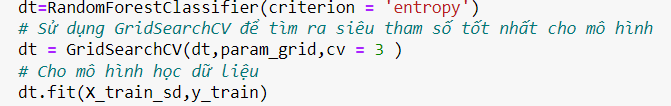 dt=RandomForestClassifier(criterion = 'entropy')
# Sử dụng GridSearchCV để tìm ra siêu tham số tốt nhất cho mô hình
dt = GridSearchCV(dt,param_grid,cv = 3 )
# Cho mô hình học dữ liệu
dt.fit(X_train_sd,y_train)